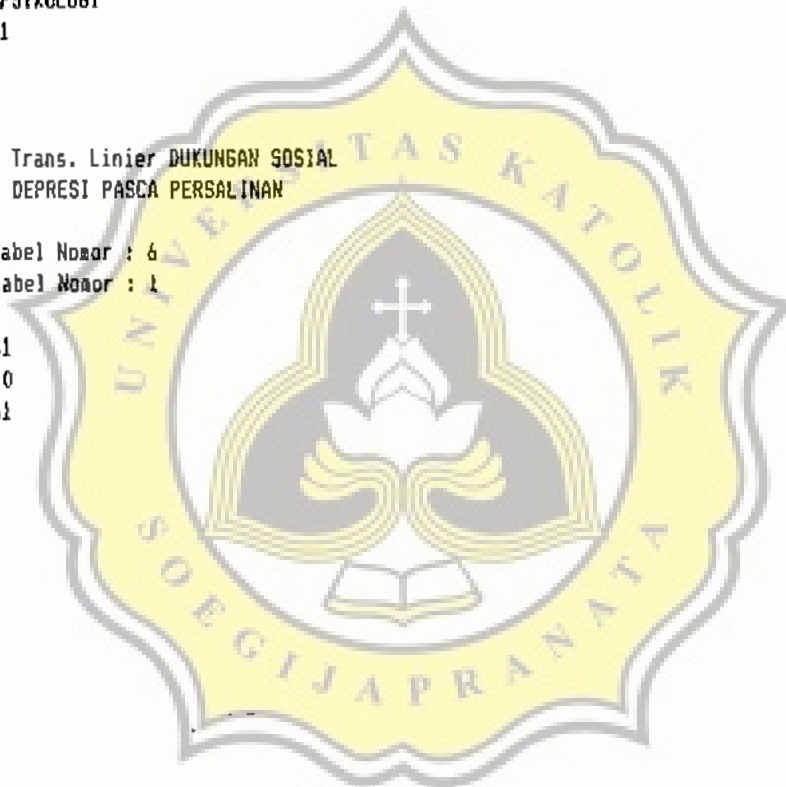 PSIKOLOGI
1
Trans. Linier DUKUNGAN SOSIAL
DEPRESI PASCA PERSALINAN
abel Nomor : 6
abel Nomor : 1
1
0
UNIVERSITAS KATOLIK
SOEGIJAPRANATA